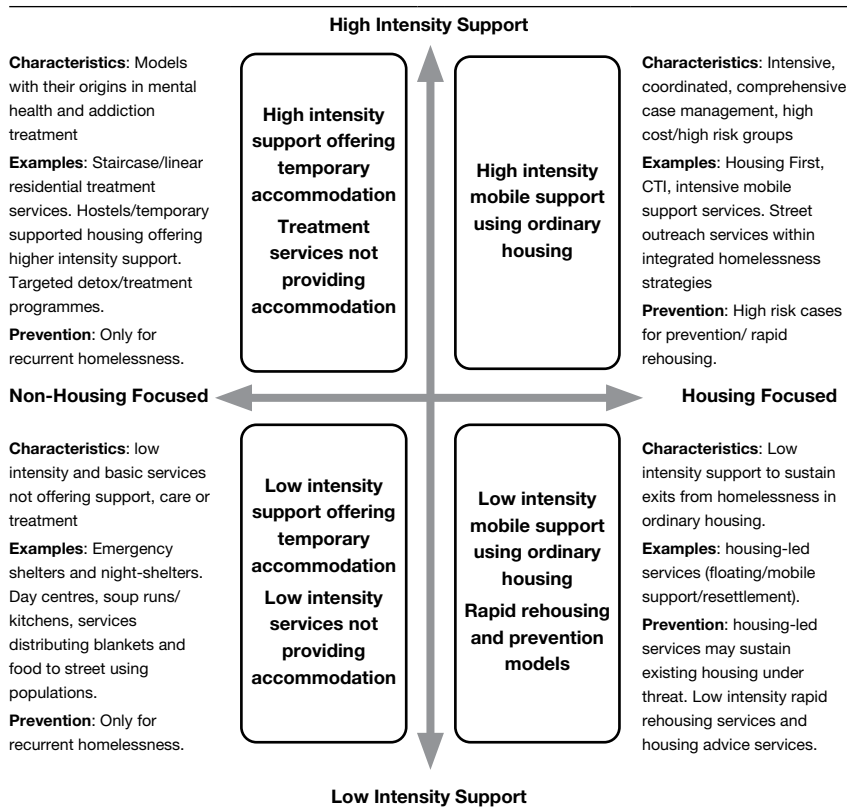 High Intensity Support
Characteristics: Models
with their origins in mental
health and addiction
treatment
Examples: Staircase/linear
residential treatment
services. Hostels/temporary
supported housing offering
higher intensity support.
Targeted detox/treatment
programmes.
Prevention: Only for
recurrent homelessness.
High intensity
support offering
temporary
accommodation
Treatment
services not
providing
accommodation
High intensity
mobile support
using ordinary
housing
Characteristics: Intensive,
coordinated, comprehensive
case management, high
cost/high risk groups
Examples: Housing First,
CTI, intensive mobile
support services. Street
outreach services within
integrated homelessness
strategies
Prevention: High risk cases
for prevention/ rapid
rehousing.
Non-Housing Focused
Housing Focused
Characteristics: low
intensity and basic services
not offering support, care or
treatment
Examples: Emergency
shelters and night-shelters.
Day centres, soup runs/
kitchens, services
distributing blankets and
food to street using
populations.
Prevention: Only for
recurrent homelessness.
Low intensity
support offering
temporary
accommodation
Low intensity
services not
providing
accommodation
Low intensity
mobile support
using ordinary
housing
Rapid rehousing
and prevention
models
Characteristics: Low
intensity support to sustain
exits from homelessness in
ordinary housing.
Examples: housing-led
services (floating/mobile
support/resettlement).
Prevention: housing-led
services may sustain
existing housing under
threat. Low intensity rapid
rehousing services and
housing advice services.
Low Intensity Support